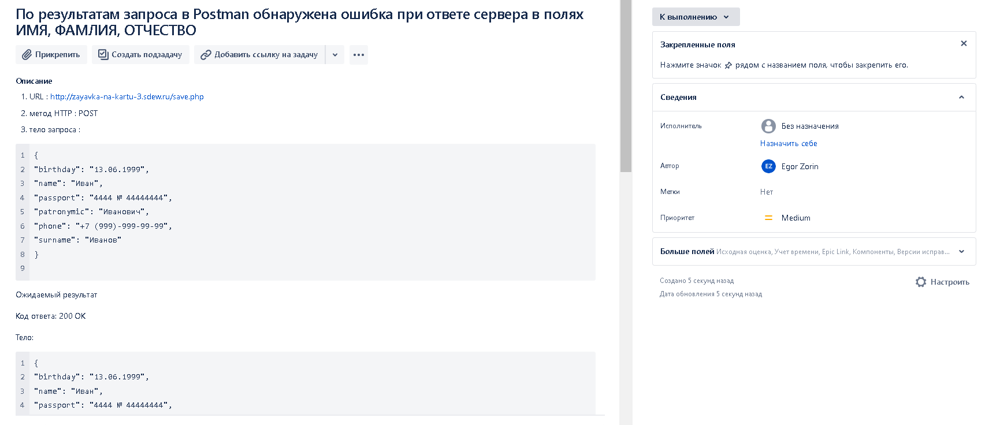 По результатам запроса в Postman обнаружена ошибка при ответе сервера в полях
ИМЯ, ФАМЛИЯ, ОТЧЕСТВО
Прикрепить
Создать подзадачу
Добавить ссылку на задачу
Описание
1. URL : http://zayavka-na-kartu-3.sdew.ru/save.php
2. метод HTTP : POST
3. тело запроса :
1 {
2 "birthday": "13.06.1999",
3 "name": "Иван",
4 "passport": "4444 № 44444444",
5 "patronymic": "Иванович",
6 "phone": "+7 (999)-999-99-99",
7 "surname": "Иванов"
8 }
9
Ожидаемый результат
Код ответа: 200 ОК
Тело:
1 {
2 "birthday": "13.06.1999",
3 "name": "Иван",
4 "passport": "4444 № 44444444",
К выполнению
Закрепленные поля
Нажмите значок рядом с названием поля, чтобы закрепить его.
Сведения
Исполнитель
Без назначения
Назначить себе
Автор
EZ Egor Zorin
Метки
Нет
Приоритет
Medium
Больше полей Исходная оценка, Учет времени, Epic Link, Компоненты, Версии исправ...
Создано 5 секунд назад
Настроить
Дата обновления 5 секунд назад